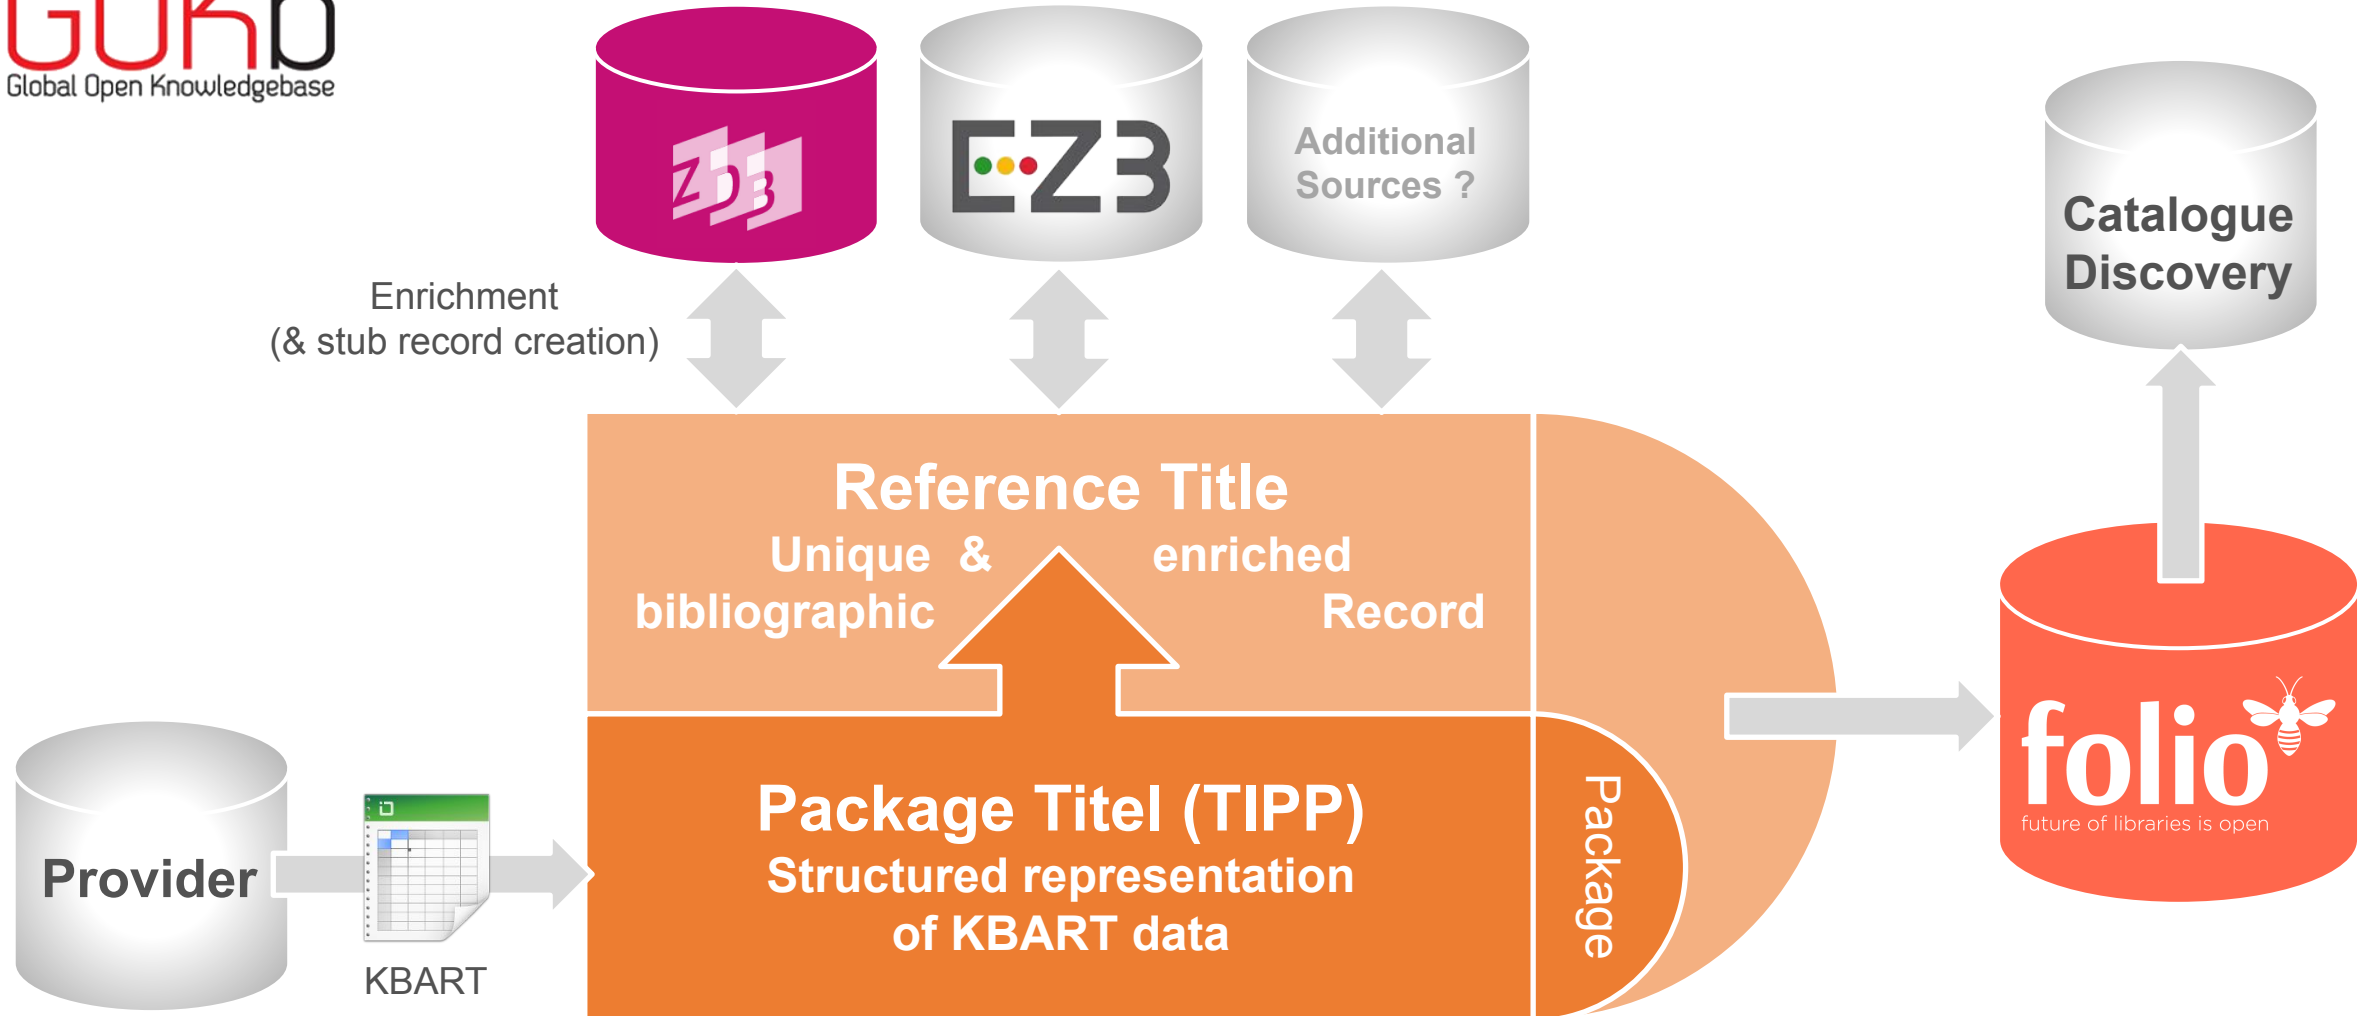 GOKb
Global Open Knowledgebase
ZDB
EZB
Additional
Sources ?
Catalogue
Discovery
Enrichment
(& stub record creation)
Reference Title
Unique & enriched
bibliographic Record
Provider
KBART
Package Titel (TIPP)
Structured representation
of KBART data
Package
folio
future of libraries is open